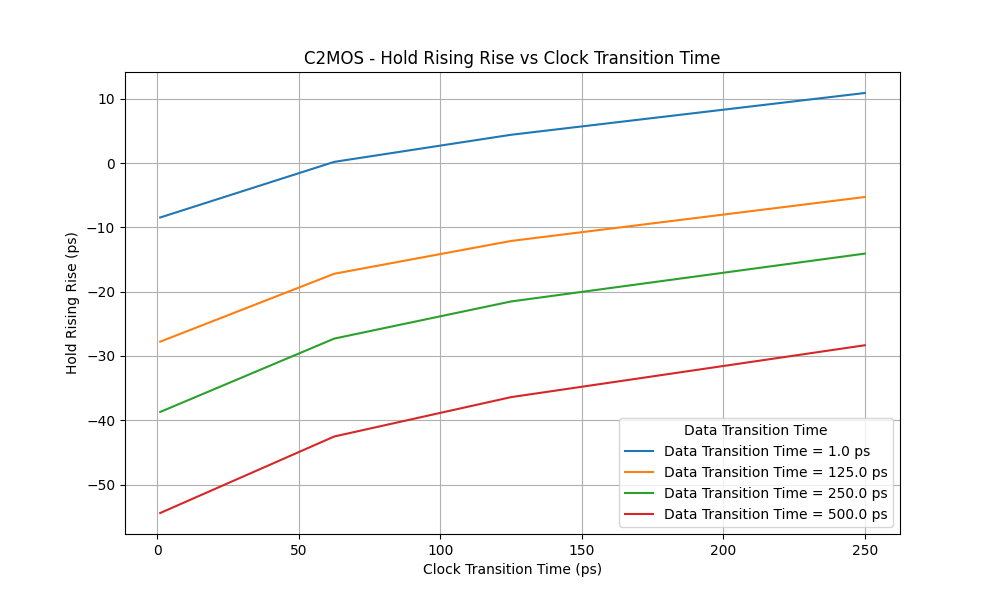 C2MOS - Hold Rising Rise vs Clock Transition Time
Hold Rising Rise (ps)
10
0
−10
−20
−30
−40
−50
0
50
100
150
200
250
Clock Transition Time (ps)
Data Transition Time
Data Transition Time = 1.0 ps
Data Transition Time = 125.0 ps
Data Transition Time = 250.0 ps
Data Transition Time = 500.0 ps